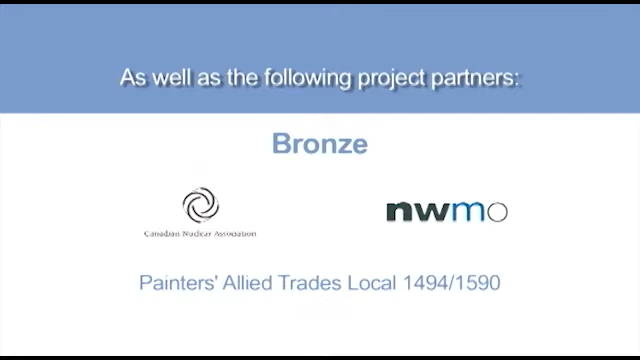 As well as the following project partners:
Bronze
Canadian Nuclear Association
nwmo
Painters' Allied Trades Local 1494/1590